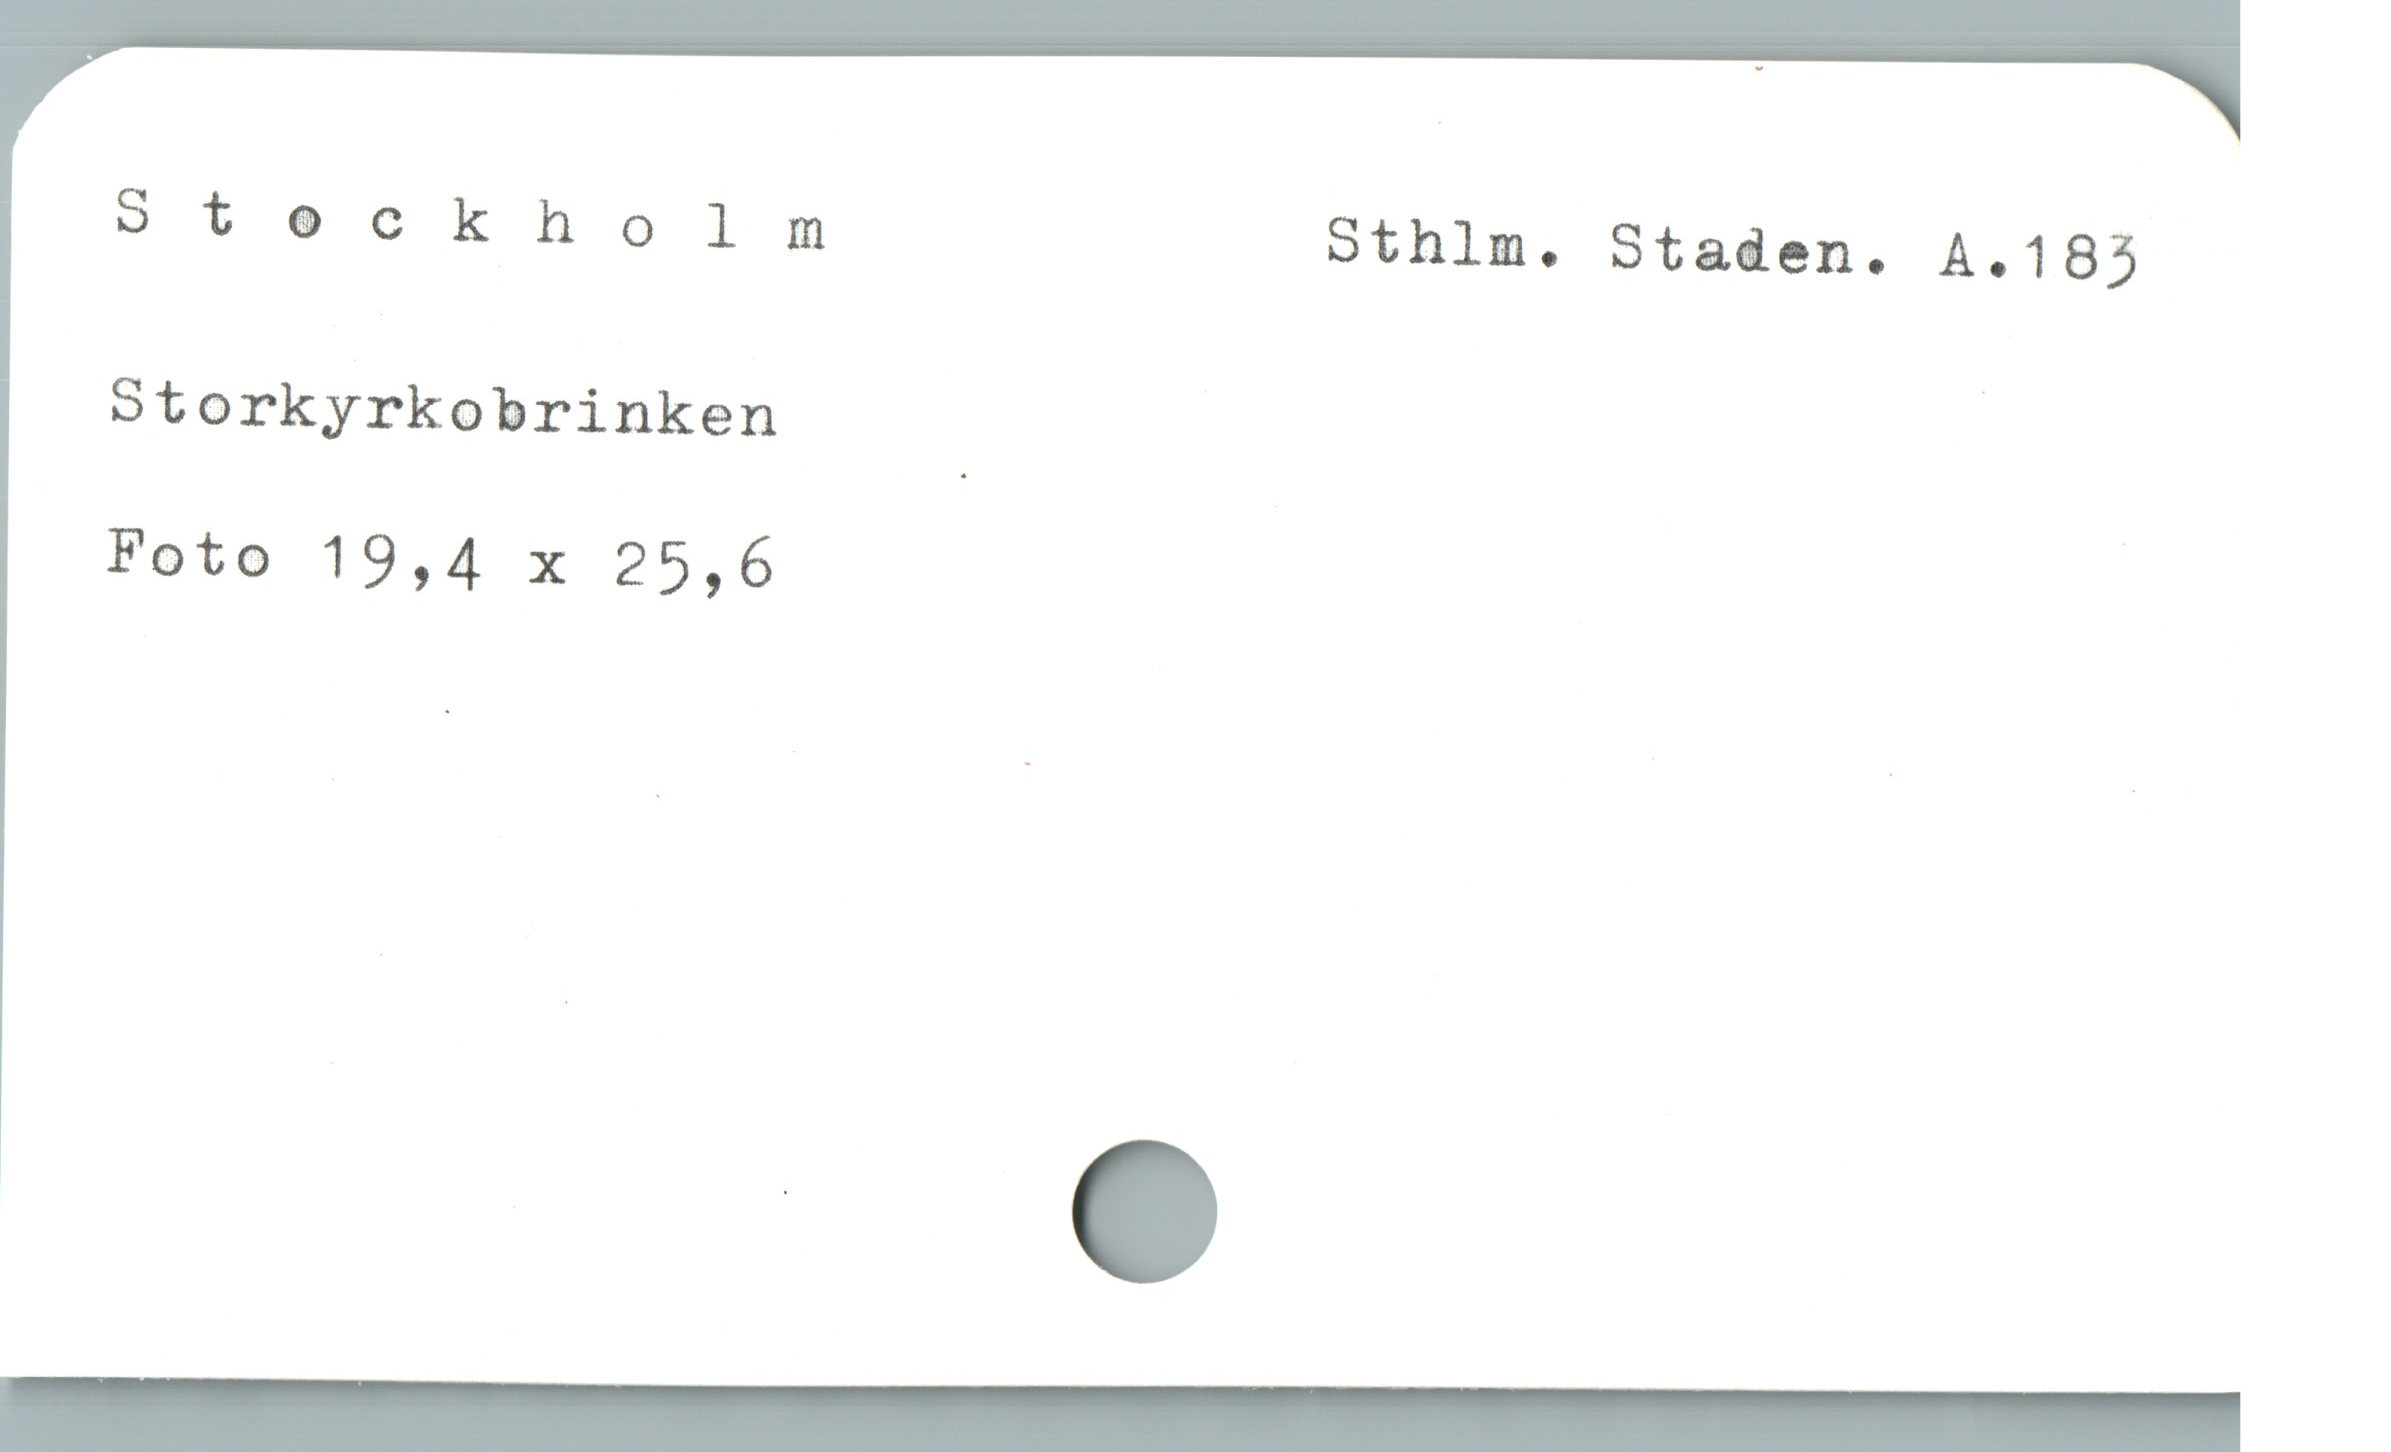 S t o c k h o l m
Sthlm. Staden. A.183
Storkyrkobrinken
Foto 19,4 x 25,6